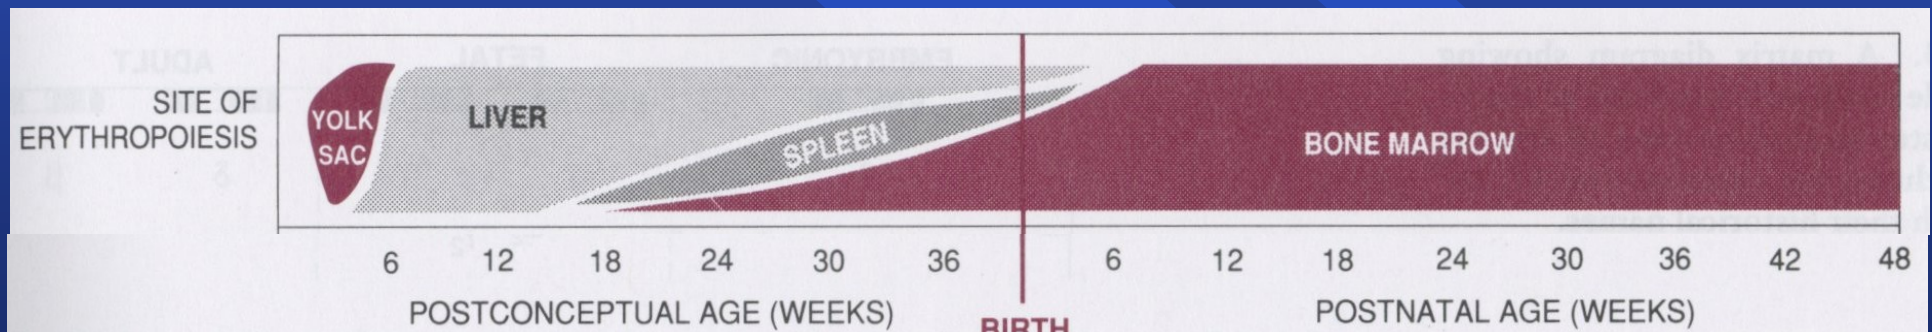 SITE OF
ERYTHROPOIESIS
YOLK
SAC
LIVER
SPLEEN
BONE MARROW
6 12 18 24 30 36 6 12 18 24 30 36 42 48
POSTCONCEPTUAL AGE (WEEKS)
POSTNATAL AGE (WEEKS)
BIRTH